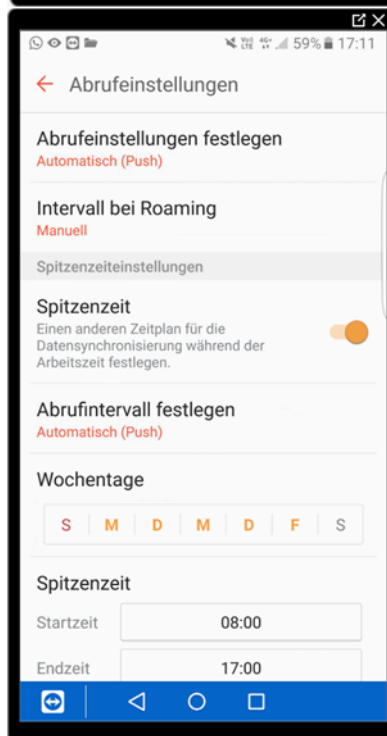 59% 17:11
Abrufeinstellungen
Abrufeinstellungen festlegen
Automatisch (Push)
Intervall bei Roaming
Manuell
Spitzenzeiteinstellungen
Spitzenzeit
Einen anderen Zeitplan für die
Datensynchronisierung während der
Arbeitszeit festlegen.
Abrufintervall festlegen
Automatisch (Push)
Wochentage
S M D M D F S
Spitzenzeit
Startzeit 08:00
Endzeit 17:00